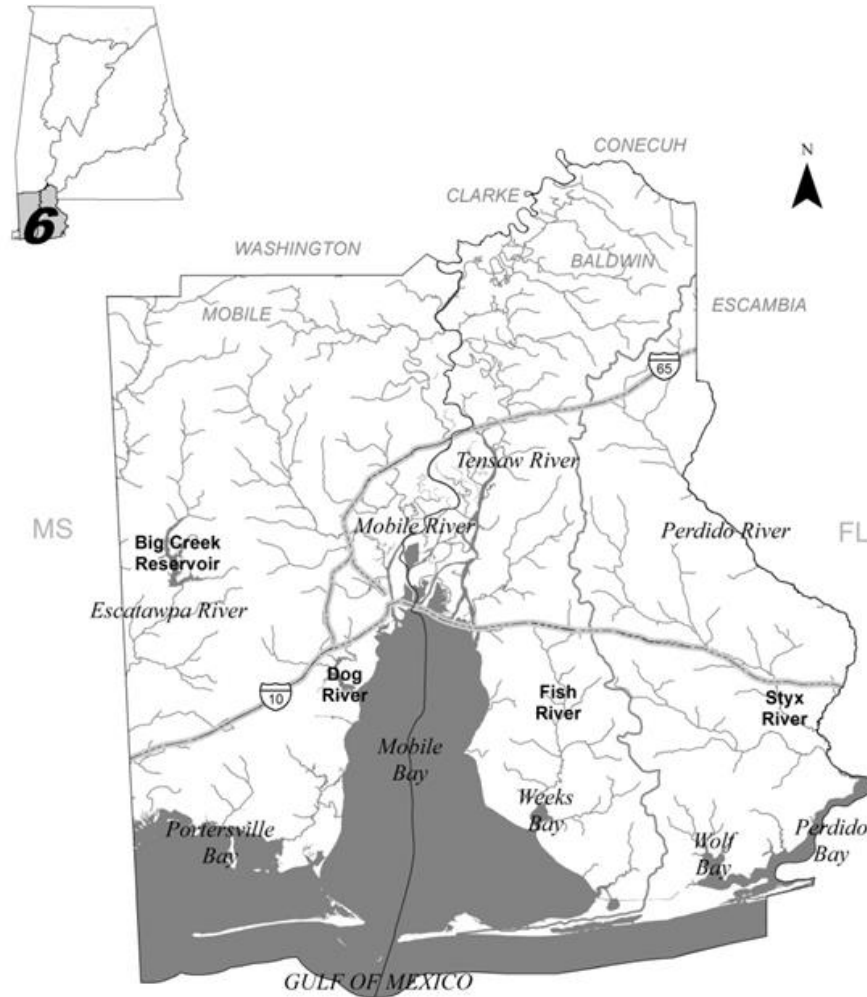 6
N
CONECUH
CLARKE
WASHINGTON
BALDWIN
MOBILE
ESCAMBIA
65
Tensaw River
Mobile River
Perdido River
MS
FL
Big Creek
Reservoir
Escatawpa River
Dog
River
Fish
River
Styx
River
10
Mobile
Bay
Weeks
Bay
Portersville
Bay
Wolf
Bay
Perdido
Bay
GULF OF MEXICO